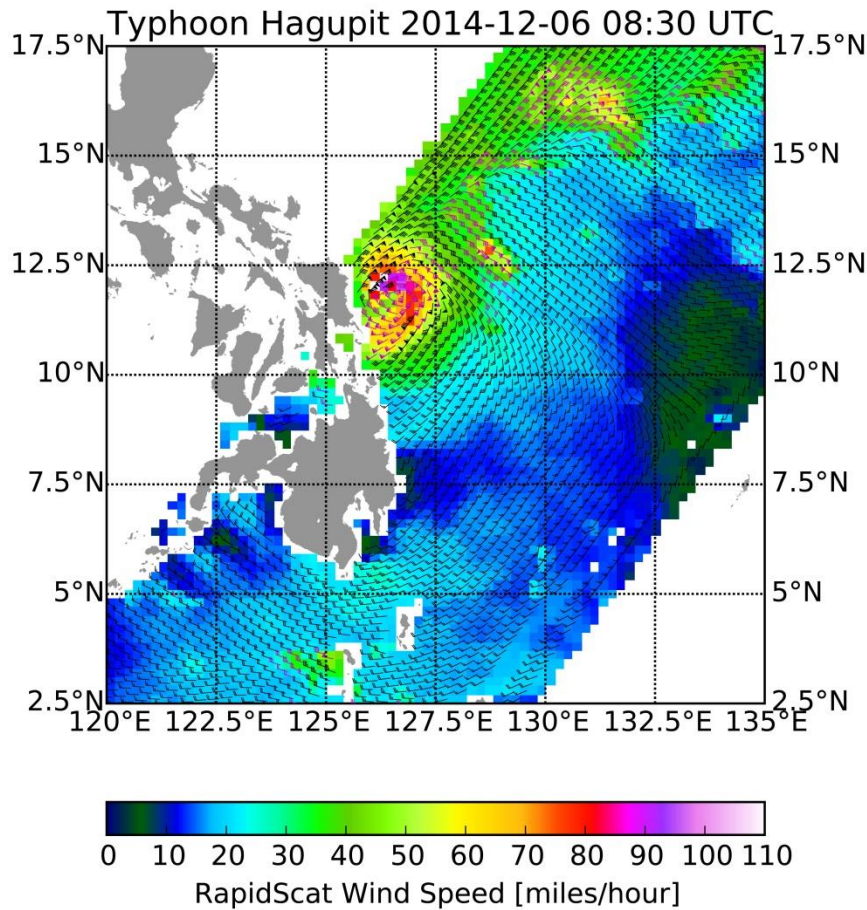 Typhoon Hagupit 2014-12-06 08:30 UTC
17.5°N 17.5°N
15°N 15°N
12.5°N 12.5°N
10°N 10°N
7.5°N 7.5°N
5°N 5°N
2.5°N 2.5°N
120°E 122.5°E 125°E 127.5°E 130°E 132.5°E 135°E
0 10 20 30 40 50 60 70 80 90 100 110
RapidScat Wind Speed [miles/hour]